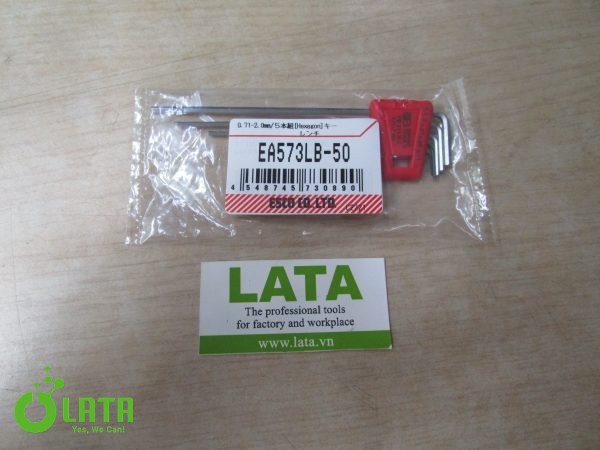 0.71-2.0mm/5本組[Hexagon]キー
レンチ
EA573LB-50
4 548745 730890
ESCO CO.,LTD.
LATA
The professional tools
for factory and workplace
www.lata.vn
LATA
Yes, We Can!